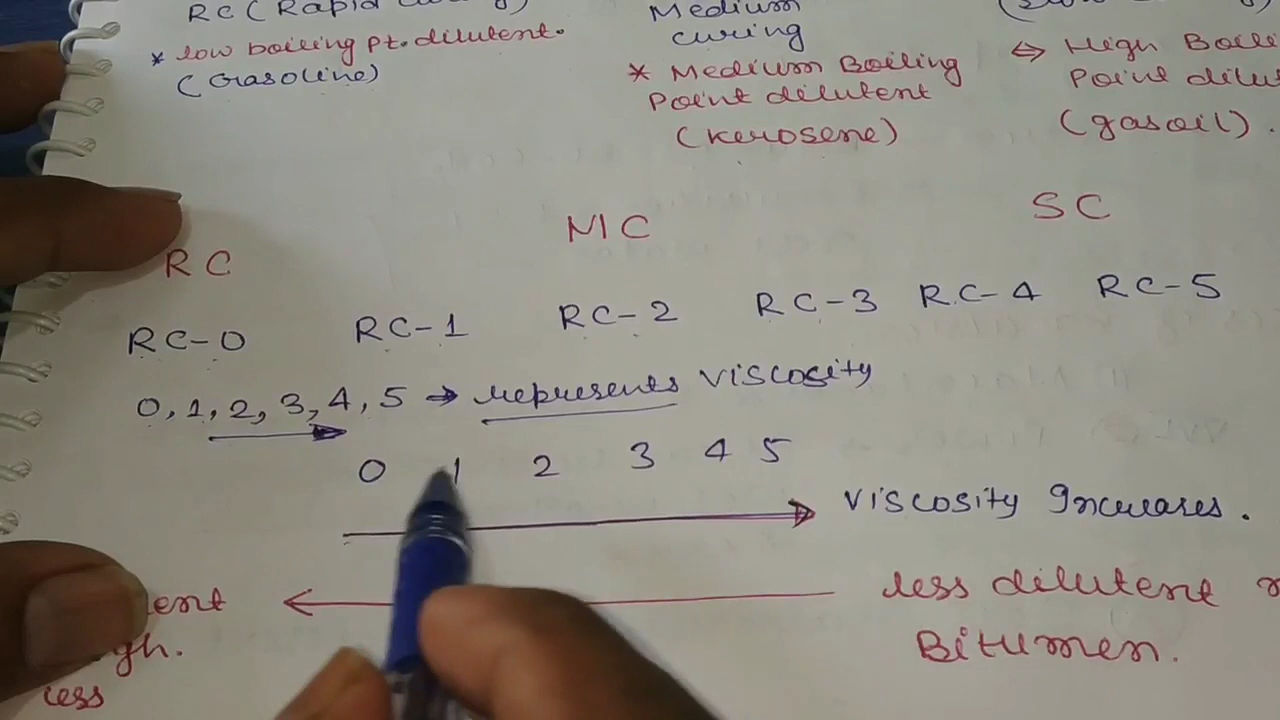 RC (Rapid
* low boiling pt. dilutent.
(Gasoline)
Medium
curing
* Medium Boiling
Point dilutent
(kerosene)
⇔ High Boili
Point dilu
(gasoil).
RC
MC
SC
RC-0 RC-1 RC-2 RC-3 RC-4 RC-5
0, 1, 2, 3, 4, 5 → represents viscosity
0 1 2 3 4 5
viscosity Increases.
less dilutent
Bitumen.
ent
gh.
less